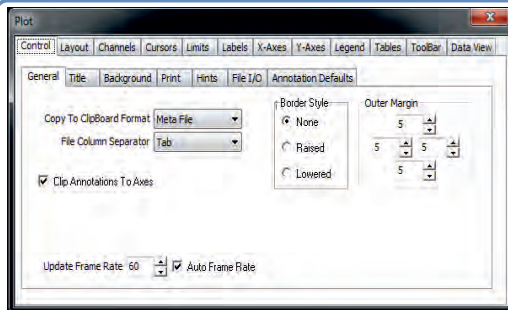 Plot
Control Layout Channels Cursors Limits Labels X-Axes Y-Axes Legend Tables ToolBar Data View
General Title Background Print Hints File I/O Annotation Defaults
Copy To ClipBoard Format Meta File
File Column Separator Tab
Clip Annotations To Axes
Border Style
None
Raised
Lowered
Outer Margin
5
5 5
5
Update Frame Rate 60 Auto Frame Rate